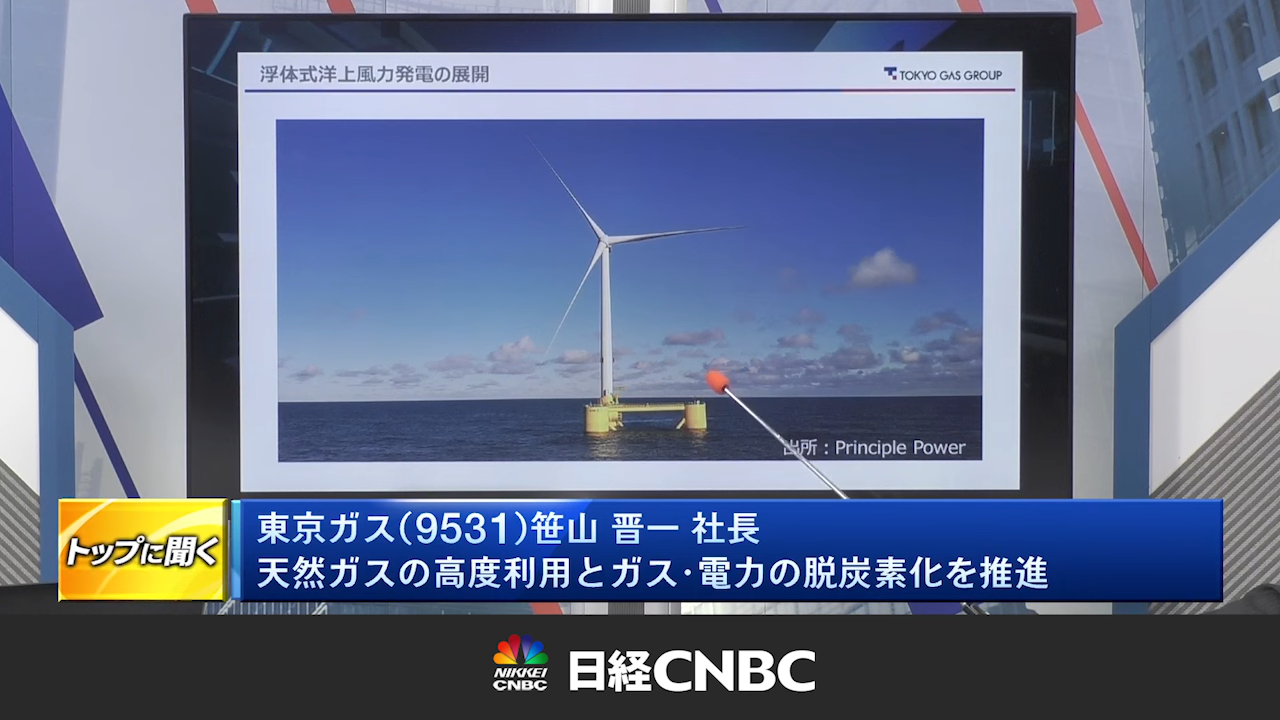 浮体式洋上風力発電の展開
TOKYO GAS GROUP
出所：Principle Power
トップに聞く
東京ガス(9531)笹山 晋一 社長
天然ガスの高度利用とガス・電力の脱炭素化を推進
NIKKEI
CNBC
日経CNBC